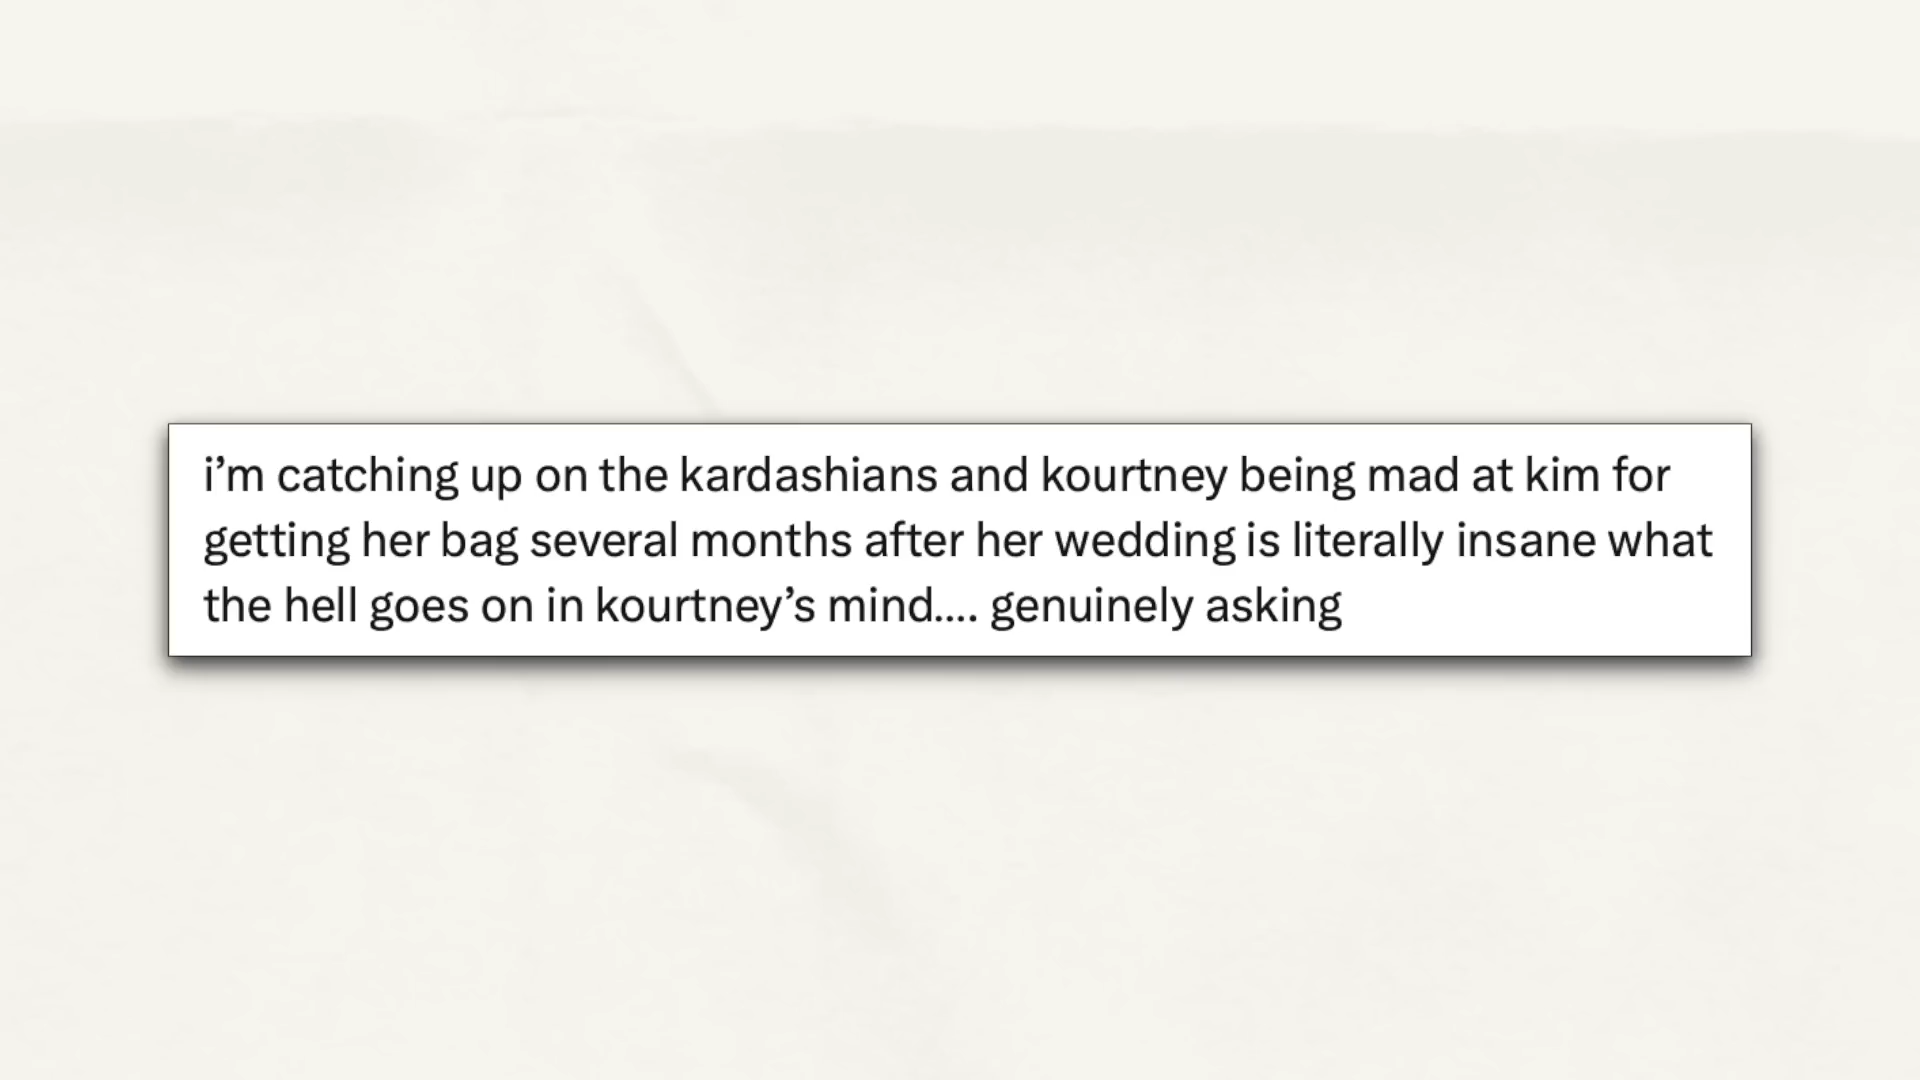 i’m catching up on the kardashians and kourtney being mad at kim for
getting her bag several months after her wedding is literally insane what
the hell goes on in kourtney’s mind.... genuinely asking